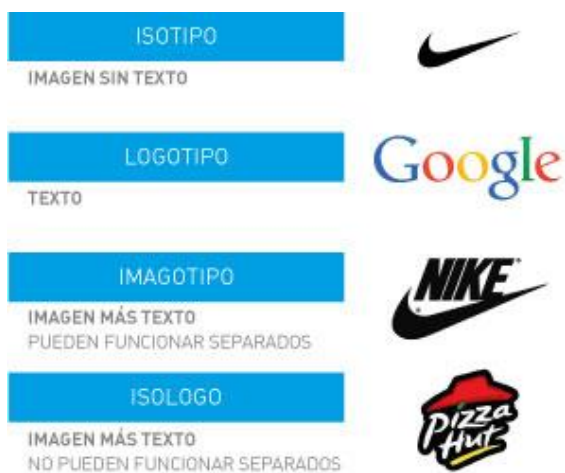 ISOTIPO
IMAGEN SIN TEXTO
LOGOTIPO
Google
TEXTO
IMAGOTIPO
NIKE
IMAGEN MÁS TEXTO
PUEDEN FUNCIONAR SEPARADOS
ISOLOGO
Pizza
Hut
IMAGEN MÁS TEXTO
NO PUEDEN FUNCIONAR SEPARADOS